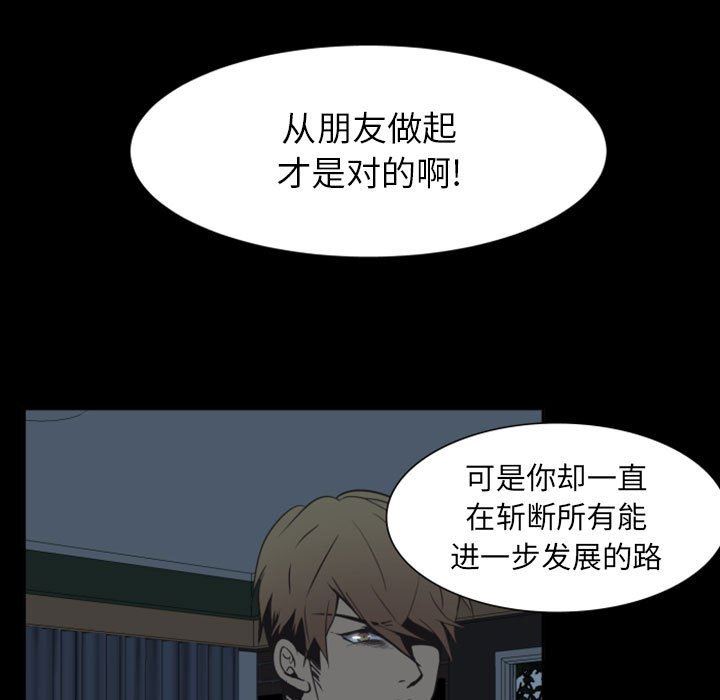 从朋友做起
才是对的啊!
可是你却一直
在斩断所有能
进一步发展的路